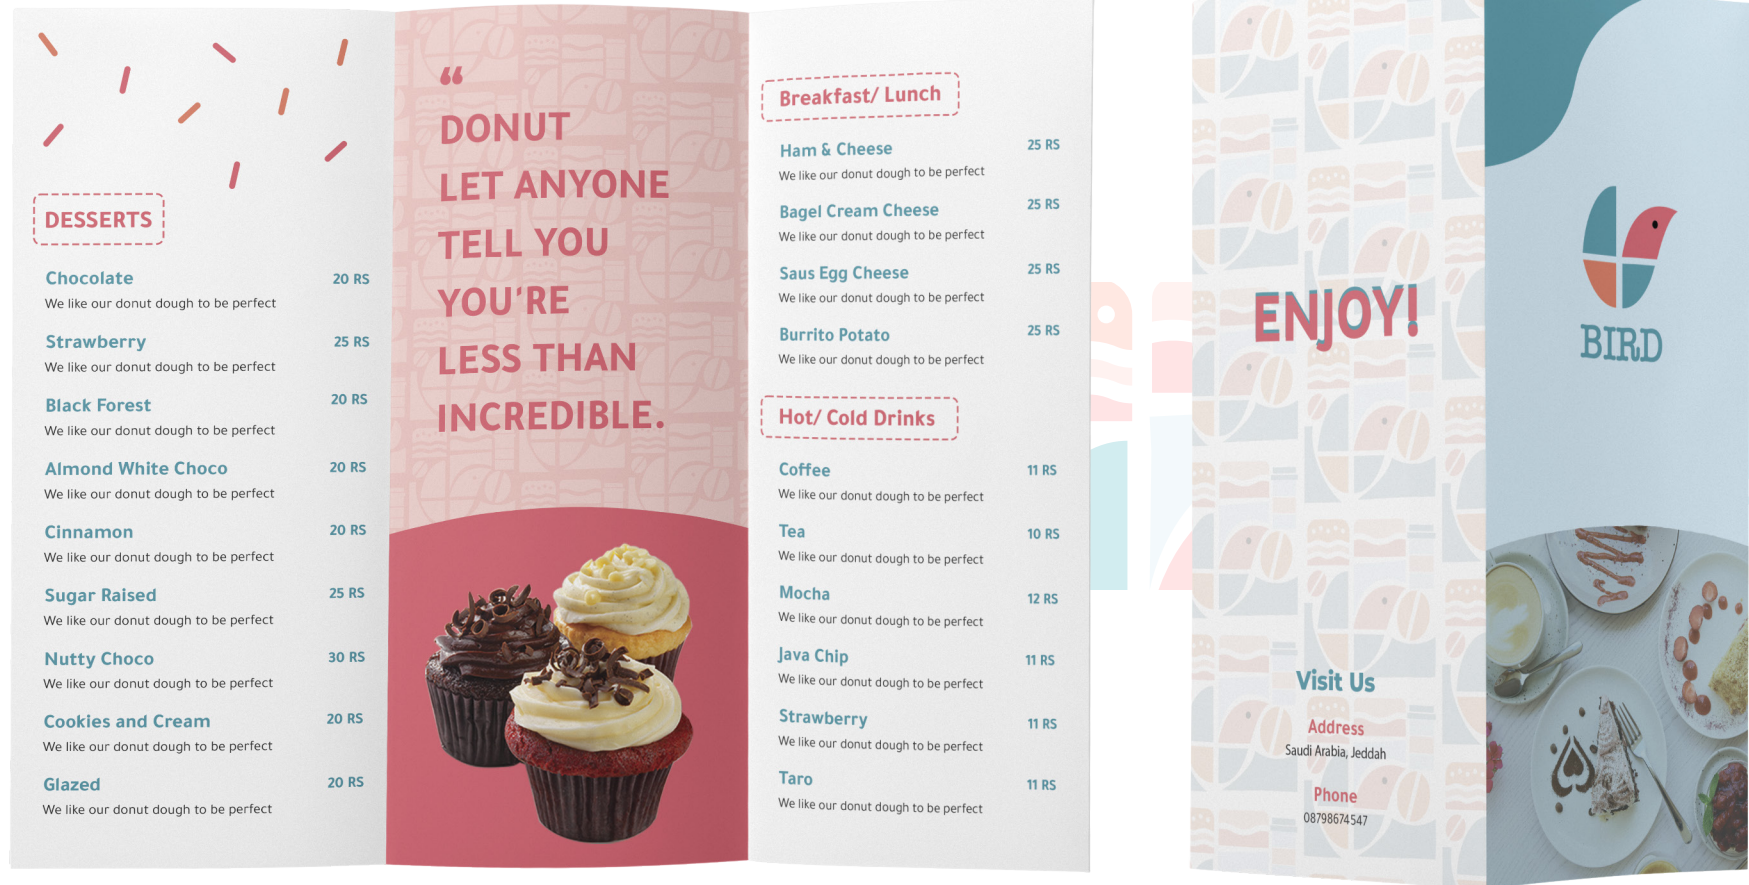 DESSERTS
Chocolate 20 RS
We like our donut dough to be perfect
Strawberry 25 RS
We like our donut dough to be perfect
Black Forest 20 RS
We like our donut dough to be perfect
Almond White Choco 20 RS
We like our donut dough to be perfect
Cinnamon 20 RS
We like our donut dough to be perfect
Sugar Raised 25 RS
We like our donut dough to be perfect
Nutty Choco 30 RS
We like our donut dough to be perfect
Cookies and Cream 20 RS
We like our donut dough to be perfect
Glazed 20 RS
We like our donut dough to be perfect
“
DONUT
LET ANYONE
TELL YOU
YOU'RE
LESS THAN
INCREDIBLE.
Breakfast/ Lunch
Ham & Cheese 25 RS
We like our donut dough to be perfect
Bagel Cream Cheese 25 RS
We like our donut dough to be perfect
Saus Egg Cheese 25 RS
We like our donut dough to be perfect
Burrito Potato 25 RS
We like our donut dough to be perfect
Hot/ Cold Drinks
Coffee 11 RS
We like our donut dough to be perfect
Tea 10 RS
We like our donut dough to be perfect
Mocha 12 RS
We like our donut dough to be perfect
Java Chip 11 RS
We like our donut dough to be perfect
Strawberry 11 RS
We like our donut dough to be perfect
Taro 11 RS
We like our donut dough to be perfect
ENJOY!
Visit Us
Address
Saudi Arabia, Jeddah
Phone
08798674547
BIRD